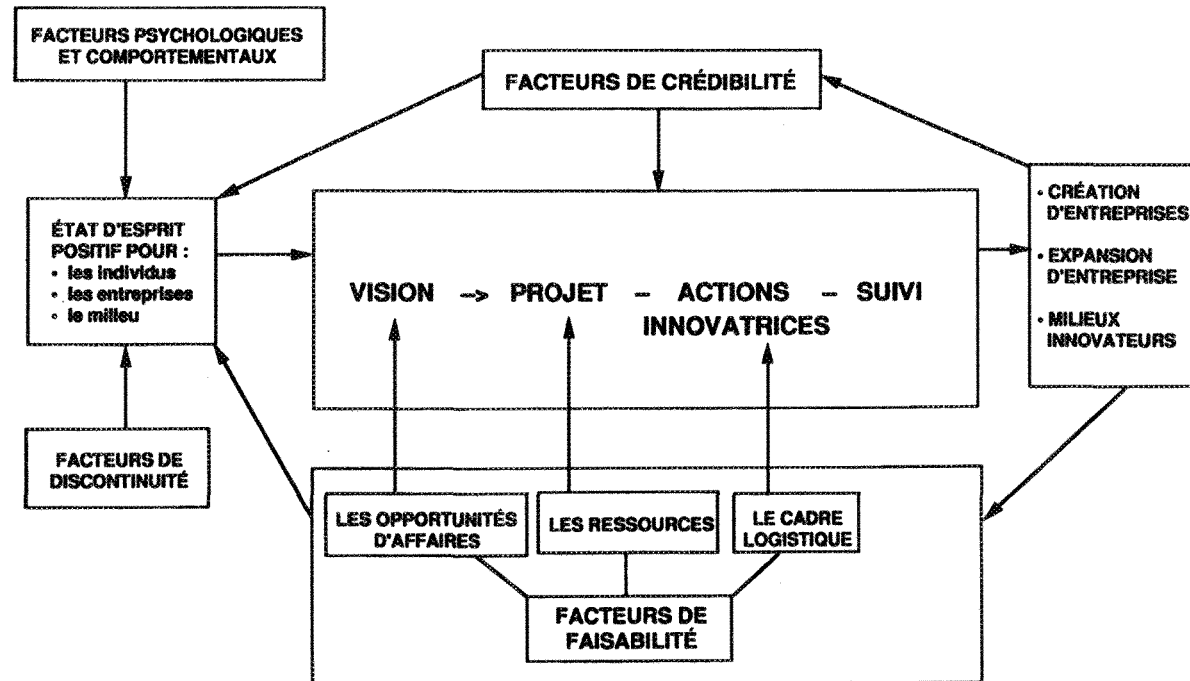 FACTEURS PSYCHOLOGIQUES
ET COMPORTEMENTAUX
FACTEURS DE CRÉDIBILITÉ
ÉTAT D'ESPRIT
POSITIF POUR :
• les individus
• les entreprises
• le milieu
VISION -> PROJET - ACTIONS - SUIVI
INNOVATRICES
• CRÉATION
D'ENTREPRISES
• EXPANSION
D'ENTREPRISE
• MILIEUX
INNOVATEURS
FACTEURS DE
DISCONTINUITÉ
LES OPPORTUNITÉS
D'AFFAIRES
LES RESSOURCES
LE CADRE
LOGISTIQUE
FACTEURS DE
FAISABILITÉ